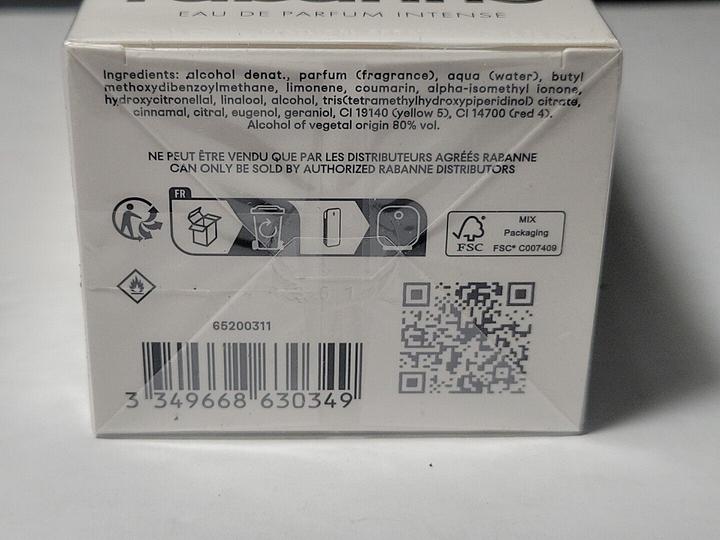 rabanne
EAU DE PARFUM INTENSE
Ingredients: alcohol denat., parfum (fragrance), aqua (water), butyl
methoxydibenzoylmethane, limonene, coumarin, alpha-isomethyl ionone,
hydroxycitronellal, linalool, alcohol, tris(tetramethylhydroxypiperidinol) citrate,
cinnamal, citral, eugenol, geraniol, CI 19140 (yellow 5), CI 14700 (red 4).
Alcohol of vegetal origin 80% vol.
NE PEUT ÊTRE VENDU QUE PAR LES DISTRIBUTEURS AGRÉÉS RABANNE
CAN ONLY BE SOLD BY AUTHORIZED RABANNE DISTRIBUTORS
FR
FSC
MIX
Packaging
FSC® C007409
65200311
3 349668 630349